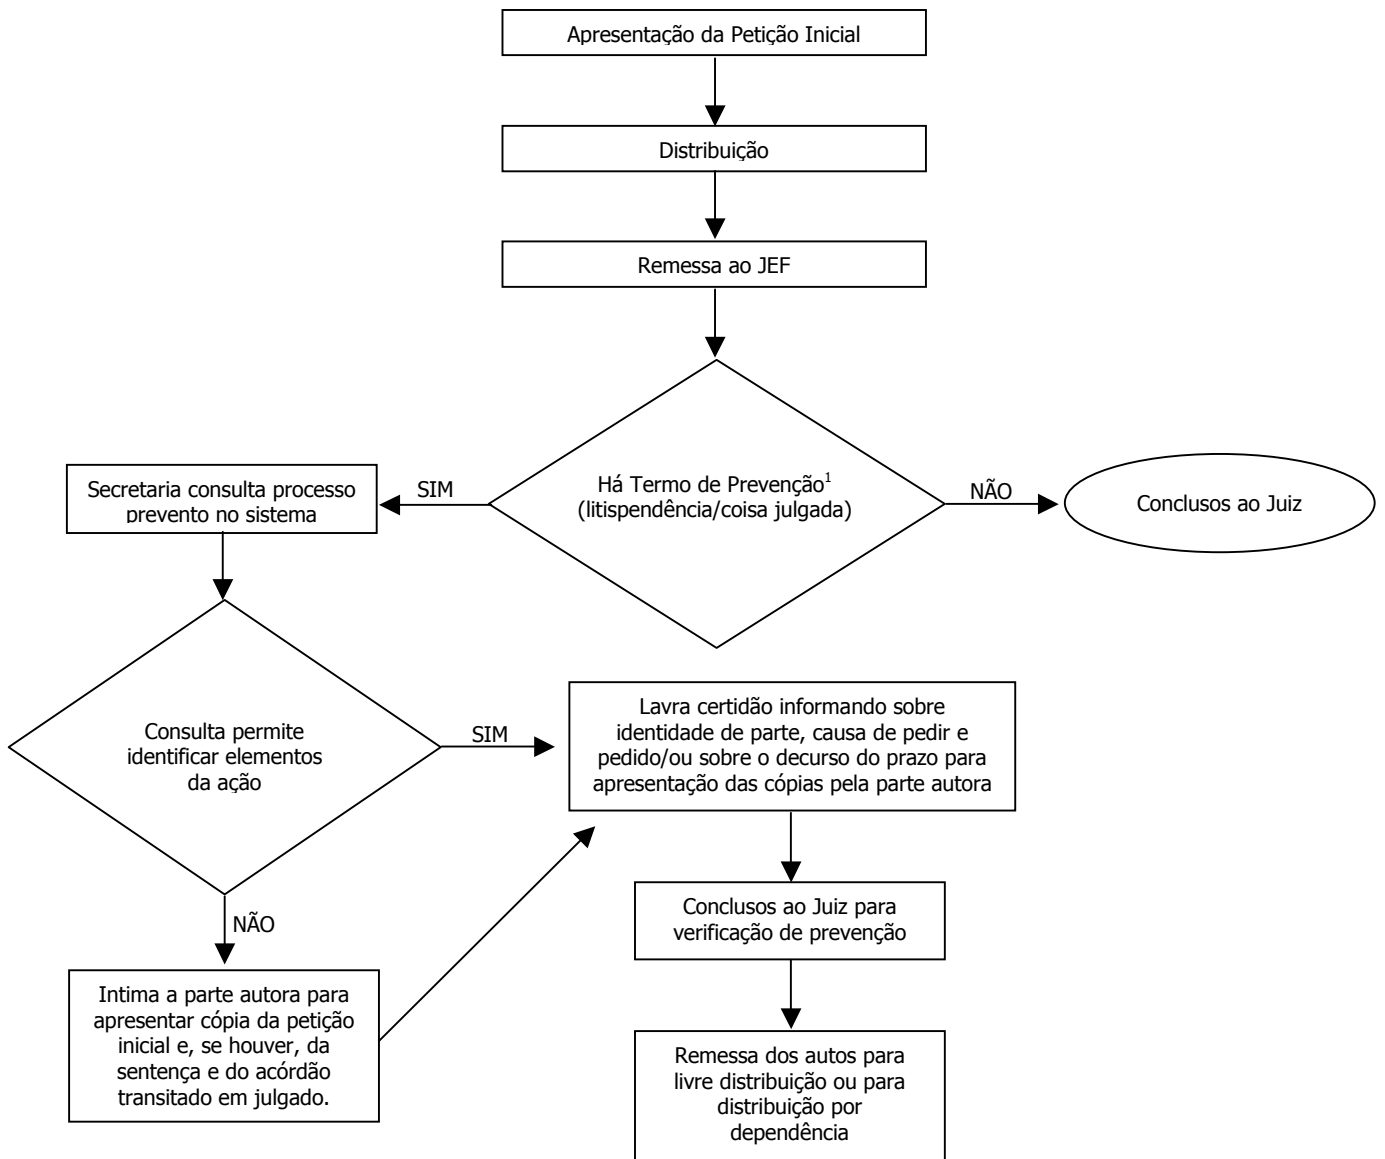 Apresentação da Petição Inicial
Distribuição
Remessa ao JEF
Há Termo de Prevenção¹
(litispendência/coisa julgada)
SIM
NÃO
Secretaria consulta processo
prevento no sistema
Conclusos ao Juiz
Consulta permite
identificar elementos
da ação
SIM
Lavra certidão informando sobre
identidade de parte, causa de pedir e
pedido/ou sobre o decurso do prazo para
apresentação das cópias pela parte autora
NÃO
Conclusos ao Juiz para
verificação de prevenção
Intima a parte autora para
apresentar cópia da petição
inicial e, se houver, da
sentença e do acórdão
transitado em julgado.
Remessa dos autos para
livre distribuição ou para
distribuição por
dependência